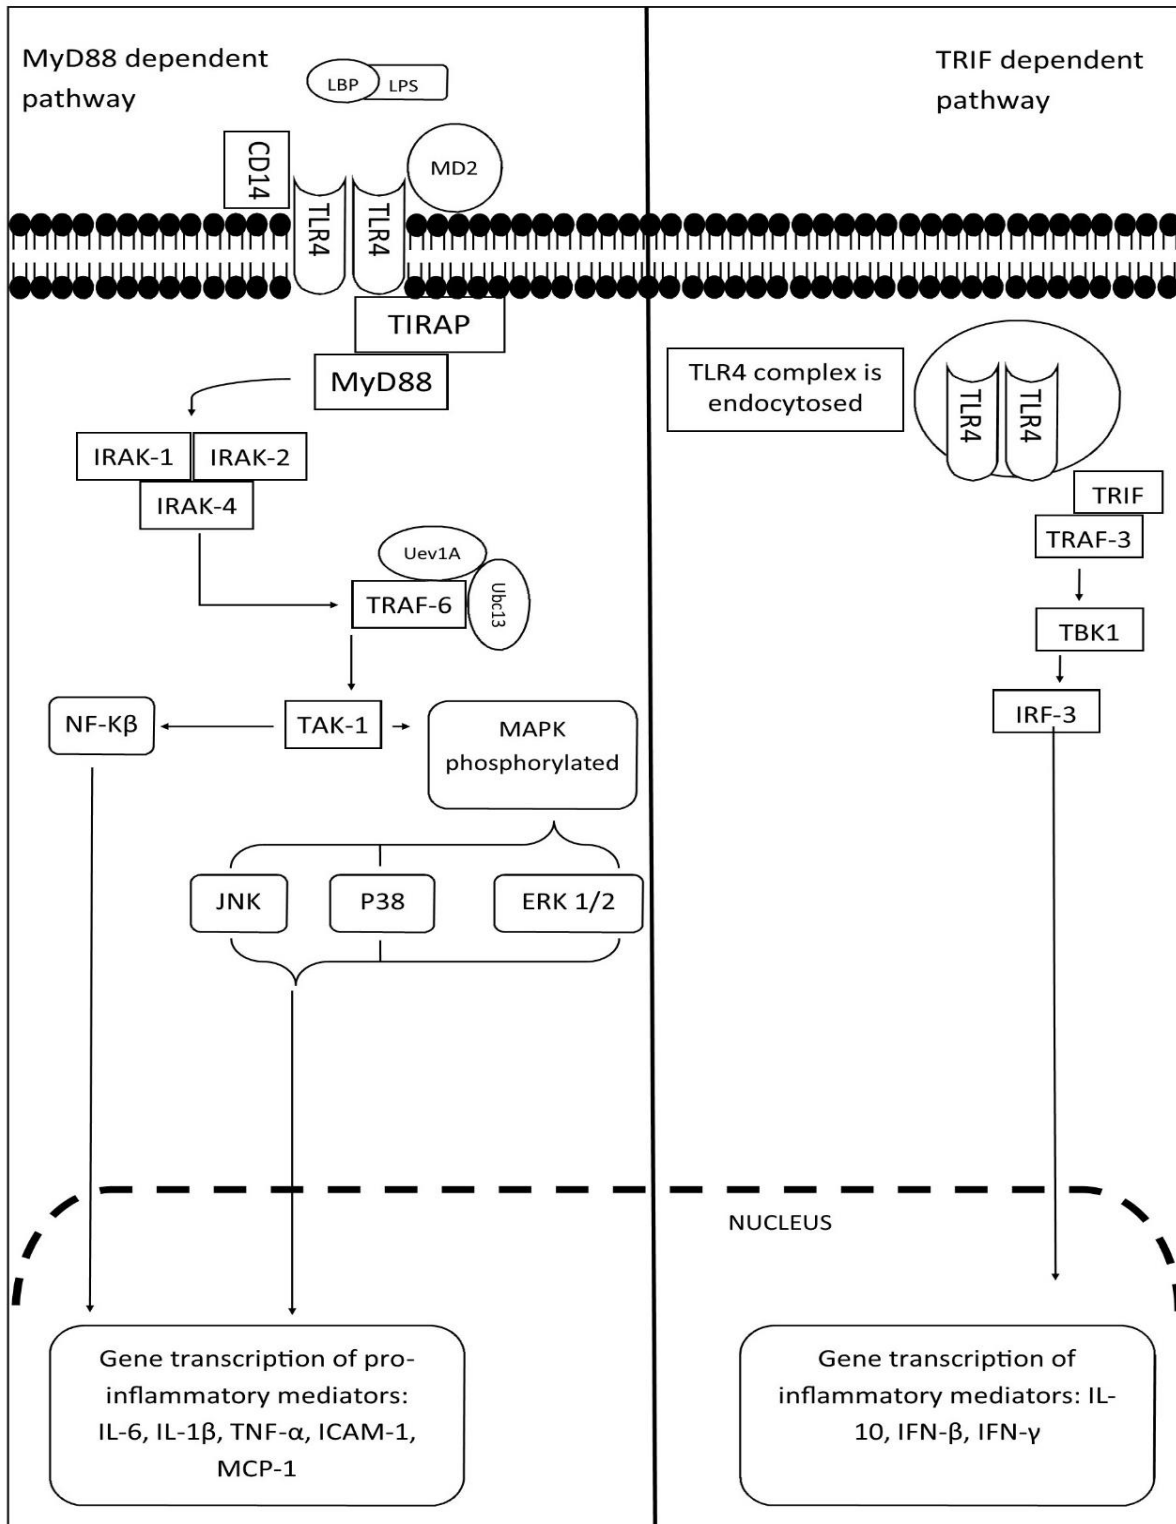 MyD88 dependent
pathway
LBP
LPS
CD14
TLR4
TLR4
MD2
TIRAP
MyD88
IRAK-1
IRAK-2
IRAK-4
Uev1A
TRAF-6
Ubc13
NF-Kβ
TAK-1
MAPK
phosphorylated
JNK
P38
ERK 1/2
Gene transcription of pro-
inflammatory mediators:
IL-6, IL-1β, TNF-α, ICAM-1,
MCP-1
TRIF dependent
pathway
TLR4 complex is
endocytosed
TLR4
TLR4
TRIF
TRAF-3
TBK1
IRF-3
NUCLEUS
Gene transcription of
inflammatory mediators: IL-
10, IFN-β, IFN-γ